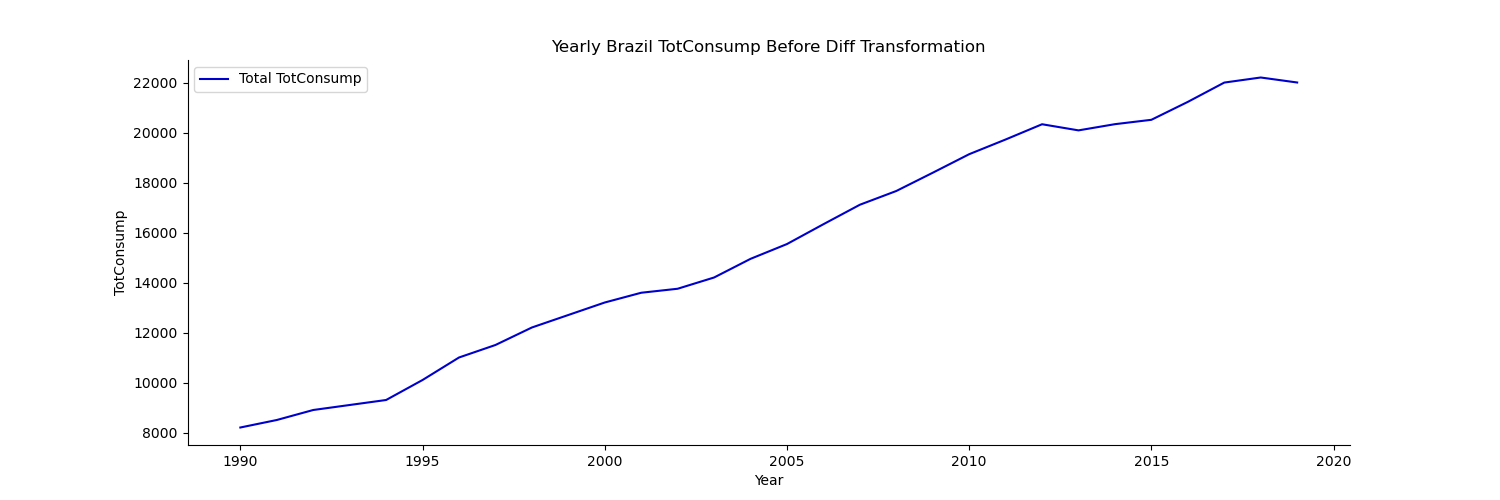 Yearly Brazil TotConsump Before Diff Transformation
Total TotConsump
TotConsump
22000
20000
18000
16000
14000
12000
10000
8000
1990 1995 2000 2005 2010 2015 2020
Year